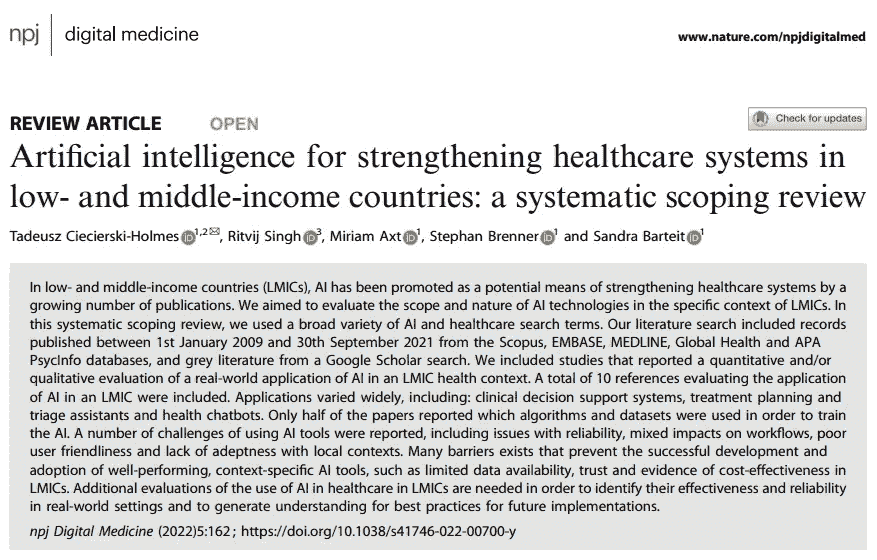 npj | digital medicine
www.nature.com/npjdigitalmed
REVIEW ARTICLE OPEN
Check for updates
Artificial intelligence for strengthening healthcare systems in
low- and middle-income countries: a systematic scoping review
Tadeusz Ciecierski-Holmes iD 1,2✉, Ritvij Singh iD 3, Miriam Axt iD 1, Stephan Brenner iD 1 and Sandra Barteit iD 1
In low- and middle-income countries (LMICs), AI has been promoted as a potential means of strengthening healthcare systems by a
growing number of publications. We aimed to evaluate the scope and nature of AI technologies in the specific context of LMICs. In
this systematic scoping review, we used a broad variety of AI and healthcare search terms. Our literature search included records
published between 1st January 2009 and 30th September 2021 from the Scopus, EMBASE, MEDLINE, Global Health and APA
PsycInfo databases, and grey literature from a Google Scholar search. We included studies that reported a quantitative and/or
qualitative evaluation of a real-world application of AI in an LMIC health context. A total of 10 references evaluating the application
of AI in an LMIC were included. Applications varied widely, including: clinical decision support systems, treatment planning and
triage assistants and health chatbots. Only half of the papers reported which algorithms and datasets were used in order to train
the AI. A number of challenges of using AI tools were reported, including issues with reliability, mixed impacts on workflows, poor
user friendliness and lack of adeptness with local contexts. Many barriers exists that prevent the successful development and
adoption of well-performing, context-specific AI tools, such as limited data availability, trust and evidence of cost-effectiveness in
LMICs. Additional evaluations of the use of AI in healthcare in LMICs are needed in order to identify their effectiveness and reliability
in real-world settings and to generate understanding for best practices for future implementations.
npj Digital Medicine (2022)5:162 ; https://doi.org/10.1038/s41746-022-00700-y